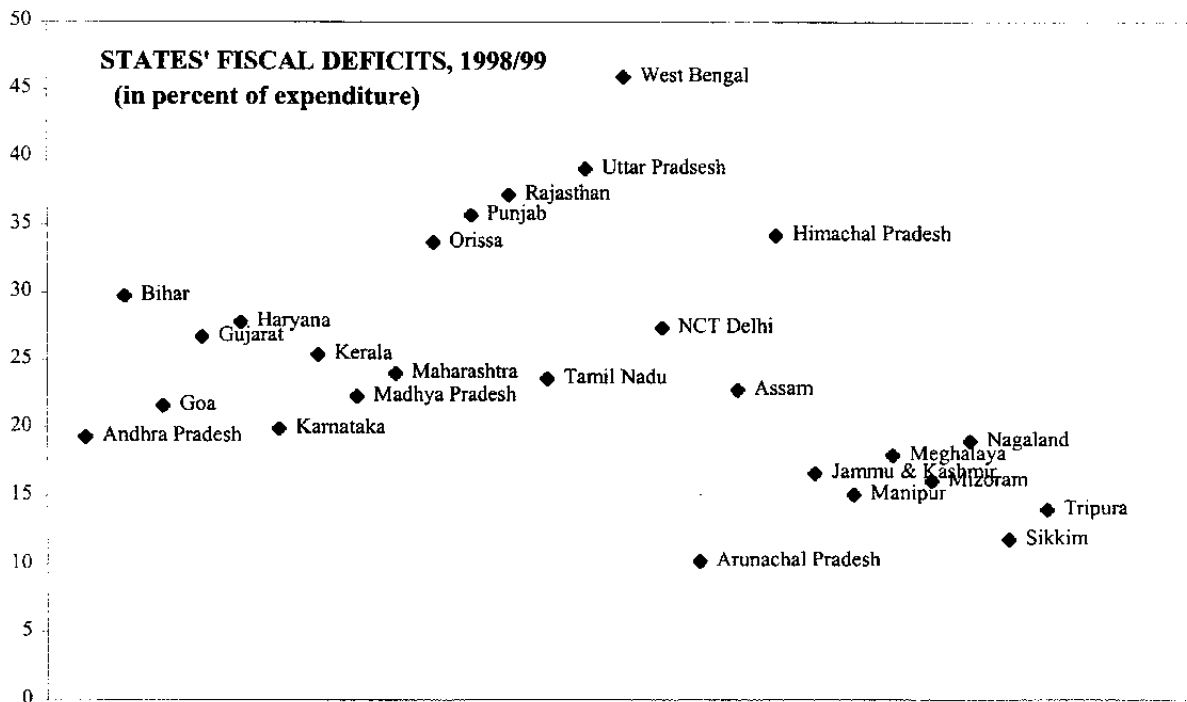 50
STATES' FISCAL DEFICITS, 1998/99
(in percent of expenditure)
West Bengal
45
40
Uttar Pradsesh
Rajasthan
Punjab
35
Himachal Pradesh
Orissa
30
Bihar
Haryana
NCT Delhi
Gujarat
25
Kerala
Maharashtra
Tamil Nadu
Assam
Madhya Pradesh
Goa
20
Karnataka
Andhra Pradesh
Nagaland
Meghalaya
Jammu & Kashmir
Mizoram
15
Manipur
Tripura
Sikkim
10
Arunachal Pradesh
5
0